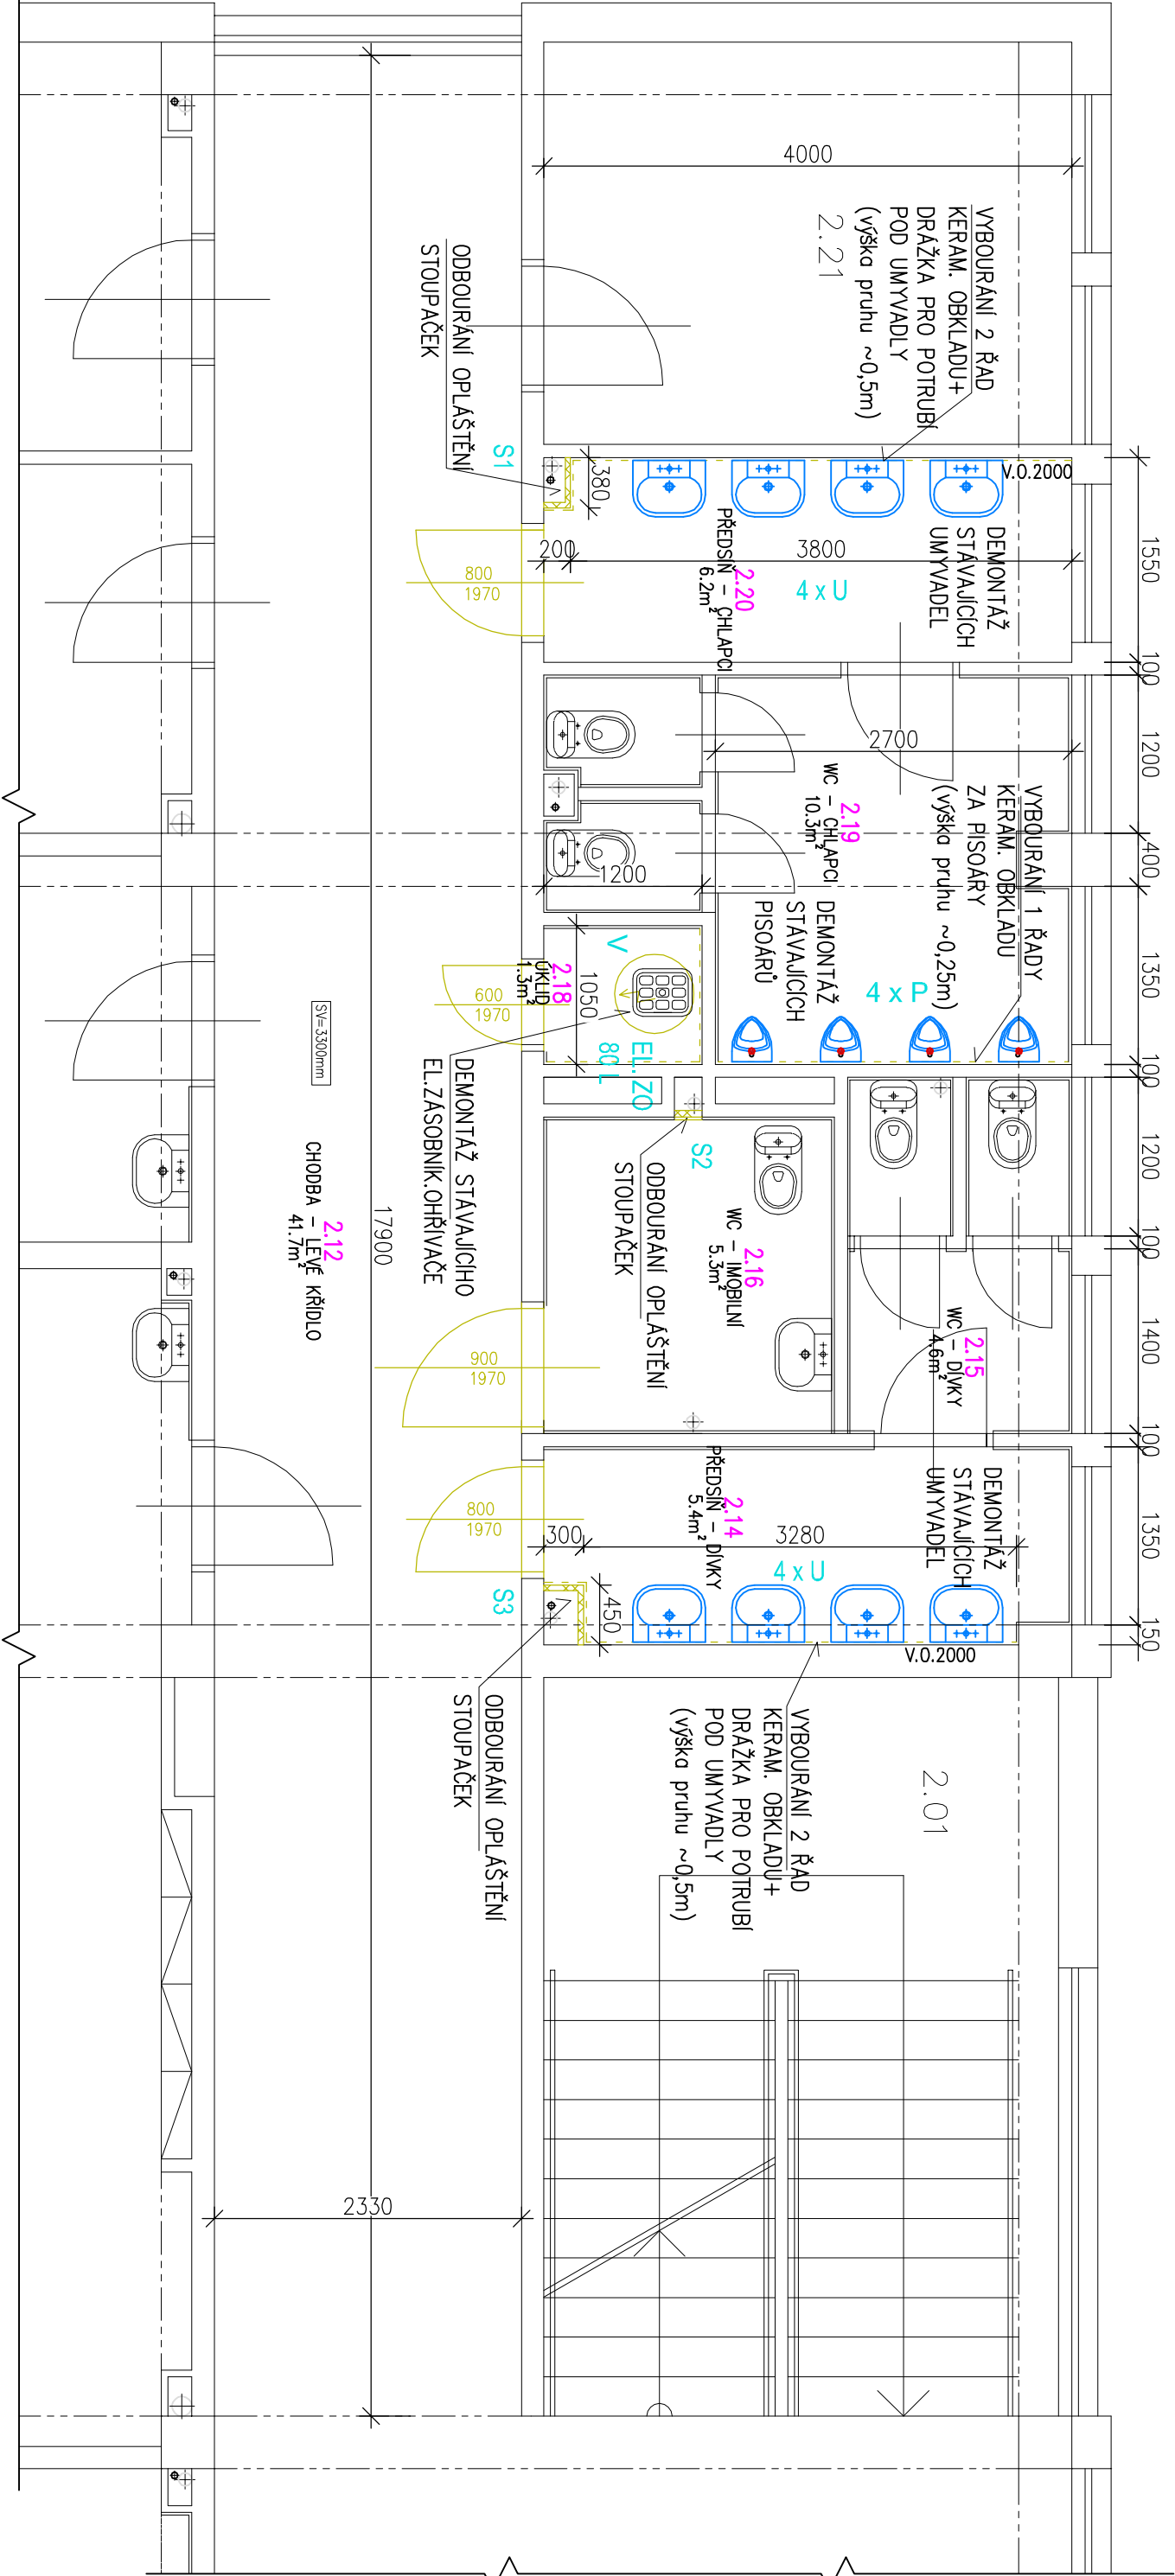 4000
VYBOURÁNÍ 2 ŘAD
KERAM. OBKLADU+
DRÁŽKA PRO POTRUBÍ
POD UMYVADLY
(výška pruhu ~0,5m)
2.21
ODBOURÁNÍ OPLÁŠTĚNÍ
STOUPAČEK
S1
380
V.O.2000
DEMONTÁŽ
STÁVAJÍCÍCH
UMYVADEL
200
3800
4 x U
2.20
PŘEDSÍŇ - CHLAPCI
6.2m²
800
1970
1550
100
1200
400
1350
100
1200
100
1400
100
1350
150
2700
2.19
WC - CHLAPCI
10.3m²
VYBOURÁNÍ 1 ŘADY
KERAM. OBKLADU
ZA PISOÁRY
(výška pruhu ~0,25m)
1200
DEMONTÁŽ
STÁVAJÍCÍCH
PISOÁRŮ
4 x P
V
2.18
ÚKLID
1.3m²
1050
600
1970
EL. ZO
80 L
DEMONTÁŽ STÁVAJÍCÍHO
EL.ZÁSOBNÍK.OHŘÍVAČE
SV=3300mm
S2
ODBOURÁNÍ OPLÁŠTĚNÍ
STOUPAČEK
2.16
WC - IMOBILNÍ
5.3m²
2.12
CHODBA - LEVÉ KŘÍDLO
41.7m²
17900
900
1970
2.15
WC - DÍVKY
4.6m²
DEMONTÁŽ
STÁVAJÍCÍCH
UMYVADEL
2.14
PŘEDSÍŇ - DÍVKY
5.4m²
800
1970
300
3280
4 x U
S3
450
V.O.2000
ODBOURÁNÍ OPLÁŠTĚNÍ
STOUPAČEK
VYBOURÁNÍ 2 ŘAD
KERAM. OBKLADU+
DRÁŽKA PRO POTRUBÍ
POD UMYVADLY
(výška pruhu ~0,5m)
2.01
2330